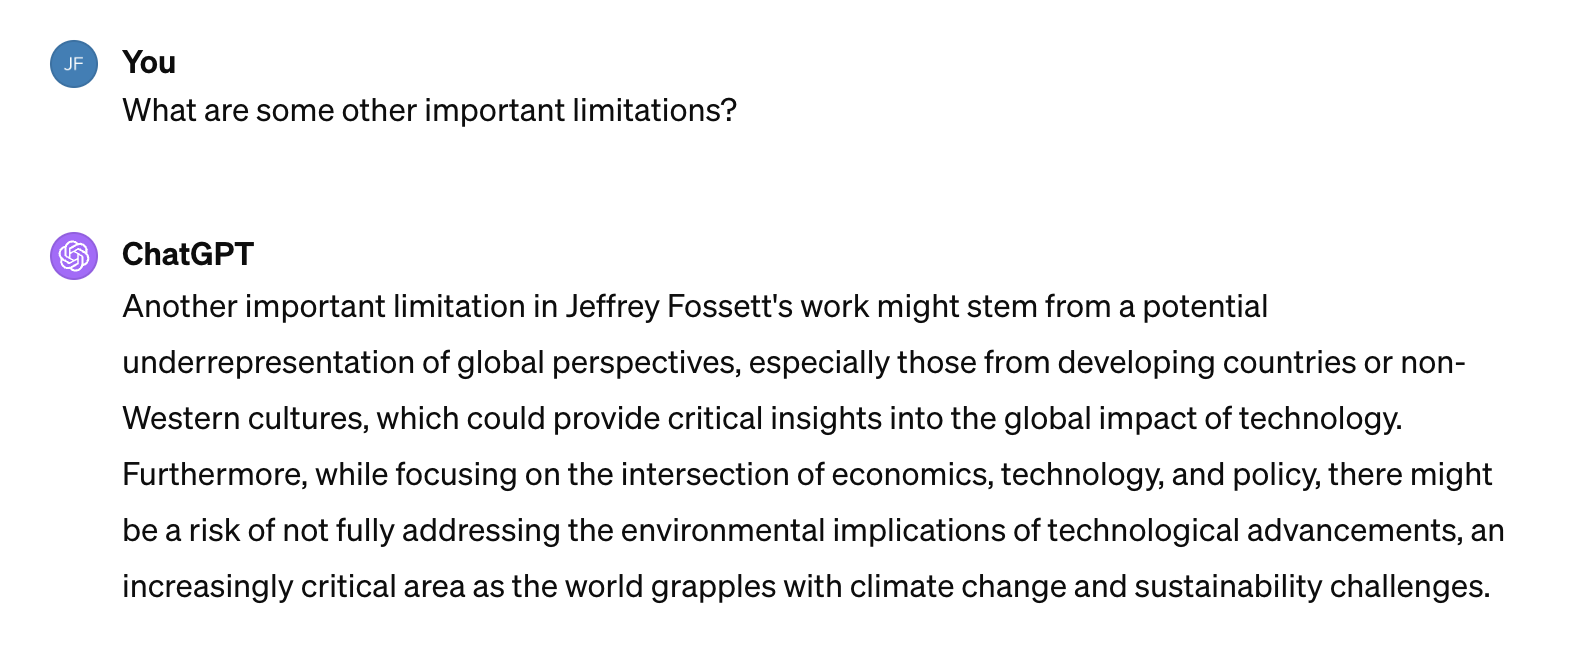 JF
You
What are some other important limitations?
ChatGPT
Another important limitation in Jeffrey Fossett's work might stem from a potential
underrepresentation of global perspectives, especially those from developing countries or non-
Western cultures, which could provide critical insights into the global impact of technology.
Furthermore, while focusing on the intersection of economics, technology, and policy, there might
be a risk of not fully addressing the environmental implications of technological advancements, an
increasingly critical area as the world grapples with climate change and sustainability challenges.